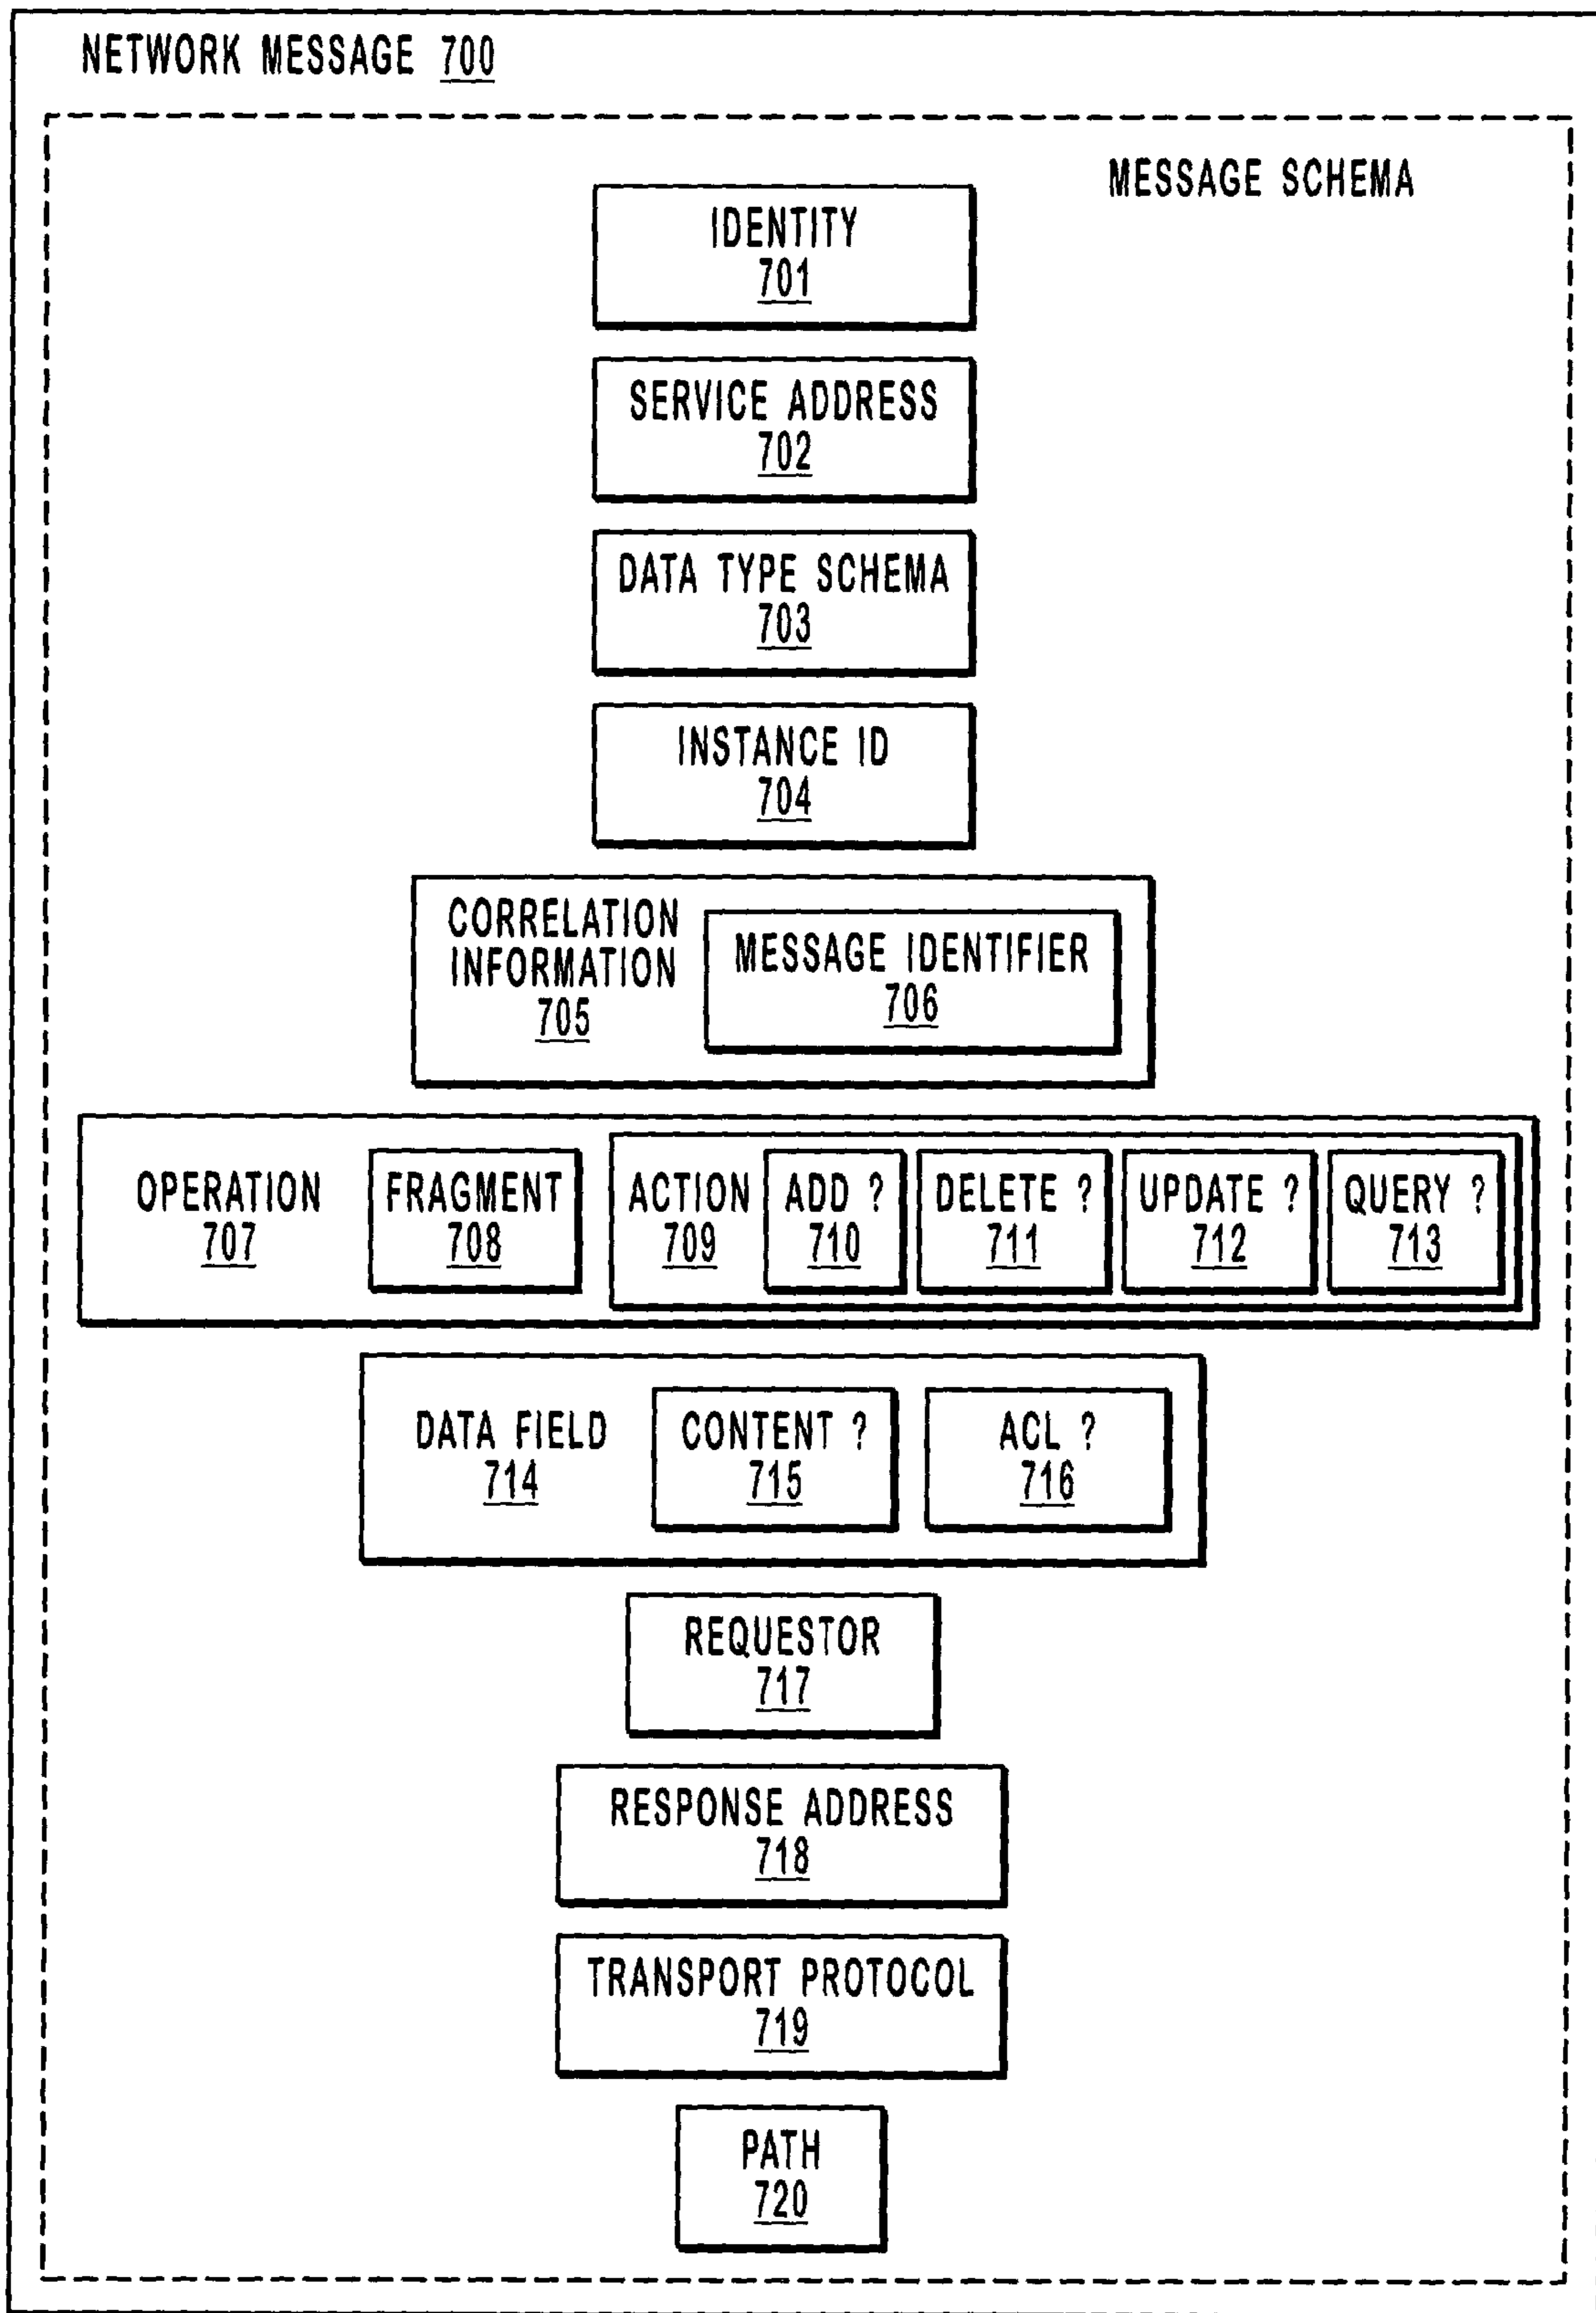 NETWORK MESSAGE 700
MESSAGE SCHEMA
IDENTITY
701
SERVICE ADDRESS
702
DATA TYPE SCHEMA
703
INSTANCE ID
704
CORRELATION
INFORMATION
705
MESSAGE IDENTIFIER
706
OPERATION
707
FRAGMENT
708
ACTION
709
ADD ?
710
DELETE ?
711
UPDATE ?
712
QUERY ?
713
DATA FIELD
714
CONTENT ?
715
ACL ?
716
REQUESTOR
717
RESPONSE ADDRESS
718
TRANSPORT PROTOCOL
719
PATH
720